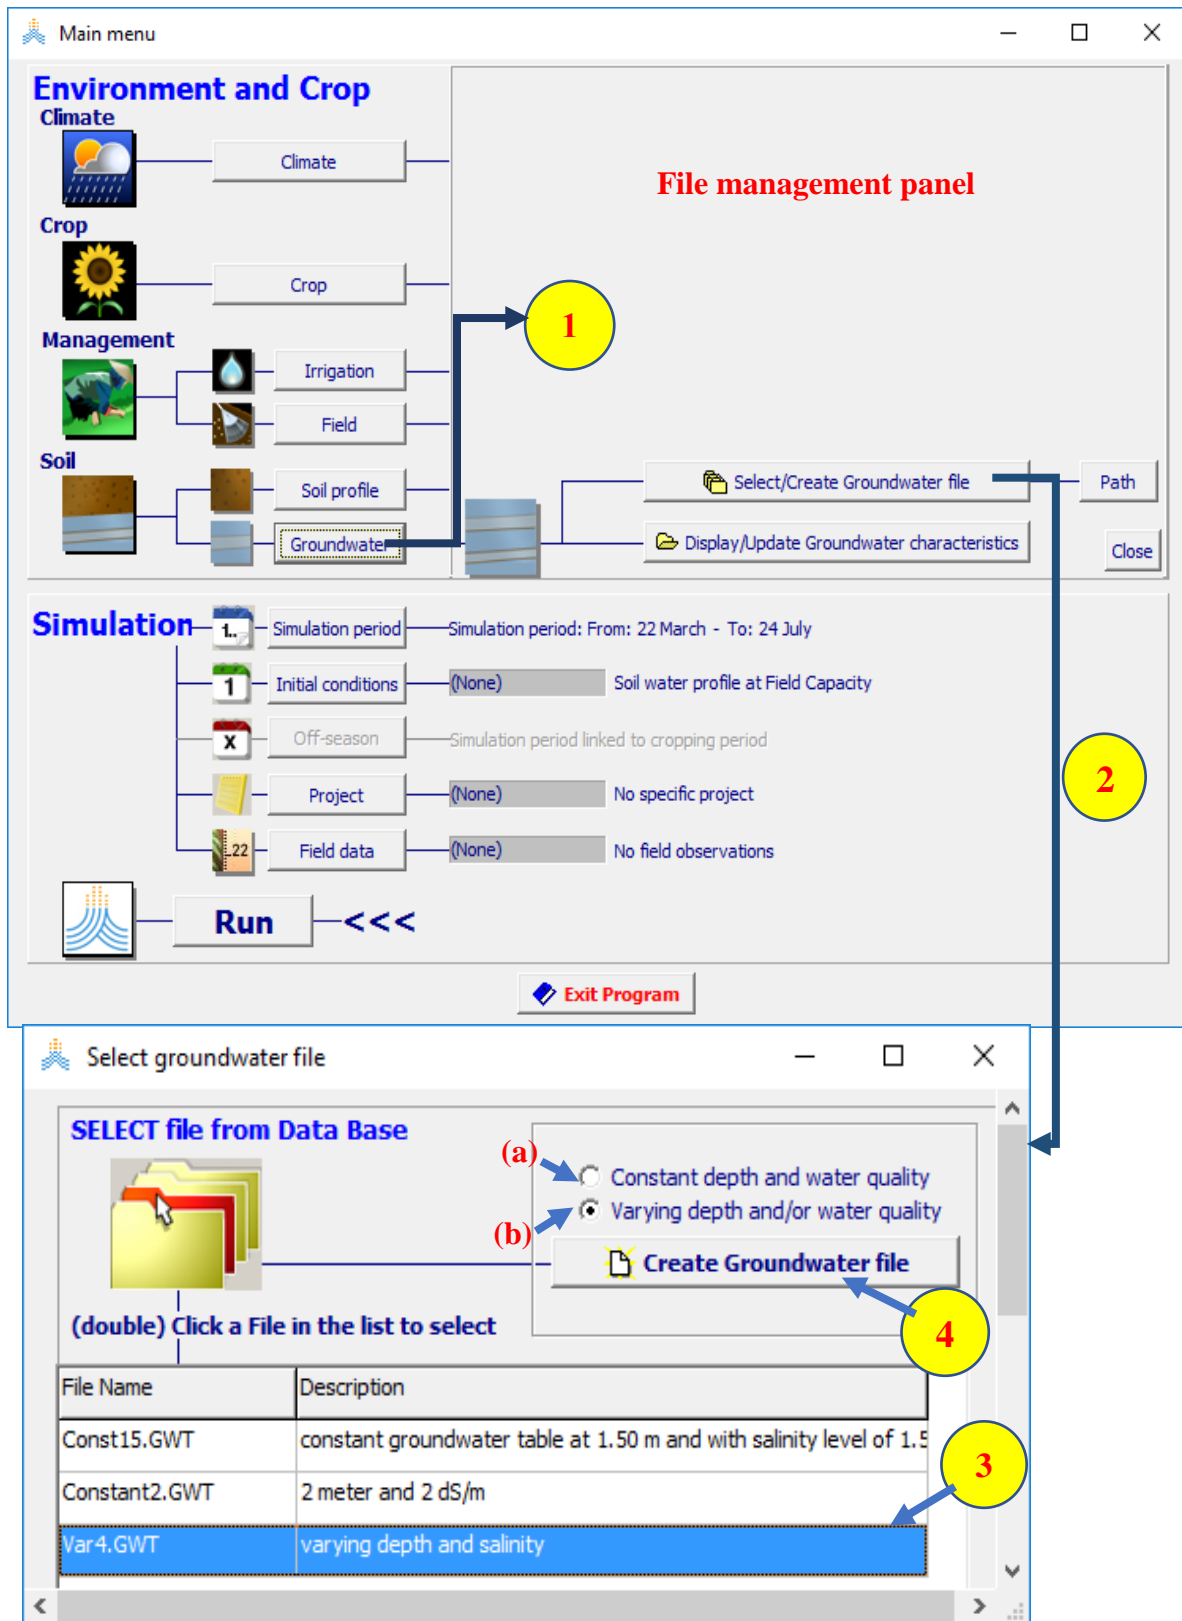 Main menu
Environment and Crop
Climate
Climate
File management panel
Crop
Crop
1
Management
Irrigation
Field
Soil
Soil profile
Select/Create Groundwater file
Path
Groundwater
Display/Update Groundwater characteristics
Close
Simulation
1..
Simulation period
Simulation period: From: 22 March - To: 24 July
1
Initial conditions
(None)
Soil water profile at Field Capacity
X
Off-season
Simulation period linked to cropping period
2
Project
(None)
No specific project
..22
Field data
(None)
No field observations
Run
<<<
Exit Program
Select groundwater file
SELECT file from Data Base
(a)
Constant depth and water quality
(b)
Varying depth and/or water quality
Create Groundwater file
4
(double) Click a File in the list to select
File Name
Description
Const15.GWT
constant groundwater table at 1.50 m and with salinity level of 1.5
3
Constant2.GWT
2 meter and 2 dS/m
Var4.GWT
varying depth and salinity